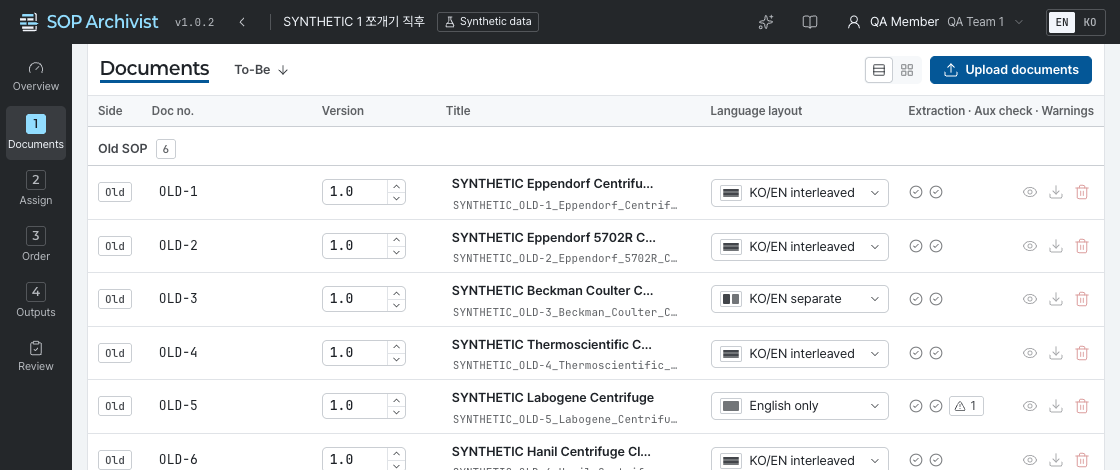 SOP Archivist v1.0.2 SYNTHETIC 1 쪼개기 직후 Synthetic data QA Member QA Team 1 EN KO
Overview
1
Documents
2
Assign
3
Order
4
Outputs
Review
Documents To-Be Upload documents
Side Doc no. Version Title Language layout Extraction · Aux check · Warnings
Old SOP 6
Old OLD-1 1.0 SYNTHETIC Eppendorf Centrifu... KO/EN interleaved
SYNTHETIC_OLD-1_Eppendorf_Centrif…
Old OLD-2 1.0 SYNTHETIC Eppendorf 5702R C... KO/EN interleaved
SYNTHETIC_OLD-2_Eppendorf_5702R_C…
Old OLD-3 1.0 SYNTHETIC Beckman Coulter C... KO/EN separate
SYNTHETIC_OLD-3_Beckman_Coulter_C…
Old OLD-4 1.0 SYNTHETIC Thermoscientific C... KO/EN interleaved
SYNTHETIC_OLD-4_Thermoscientific_…
Old OLD-5 1.0 SYNTHETIC Labogene Centrifuge English only 1
SYNTHETIC_OLD-5_Labogene_Centrifu…
Old OLD-6 1.0 SYNTHETIC Hanil Centrifuge Cl... KO/EN interleaved